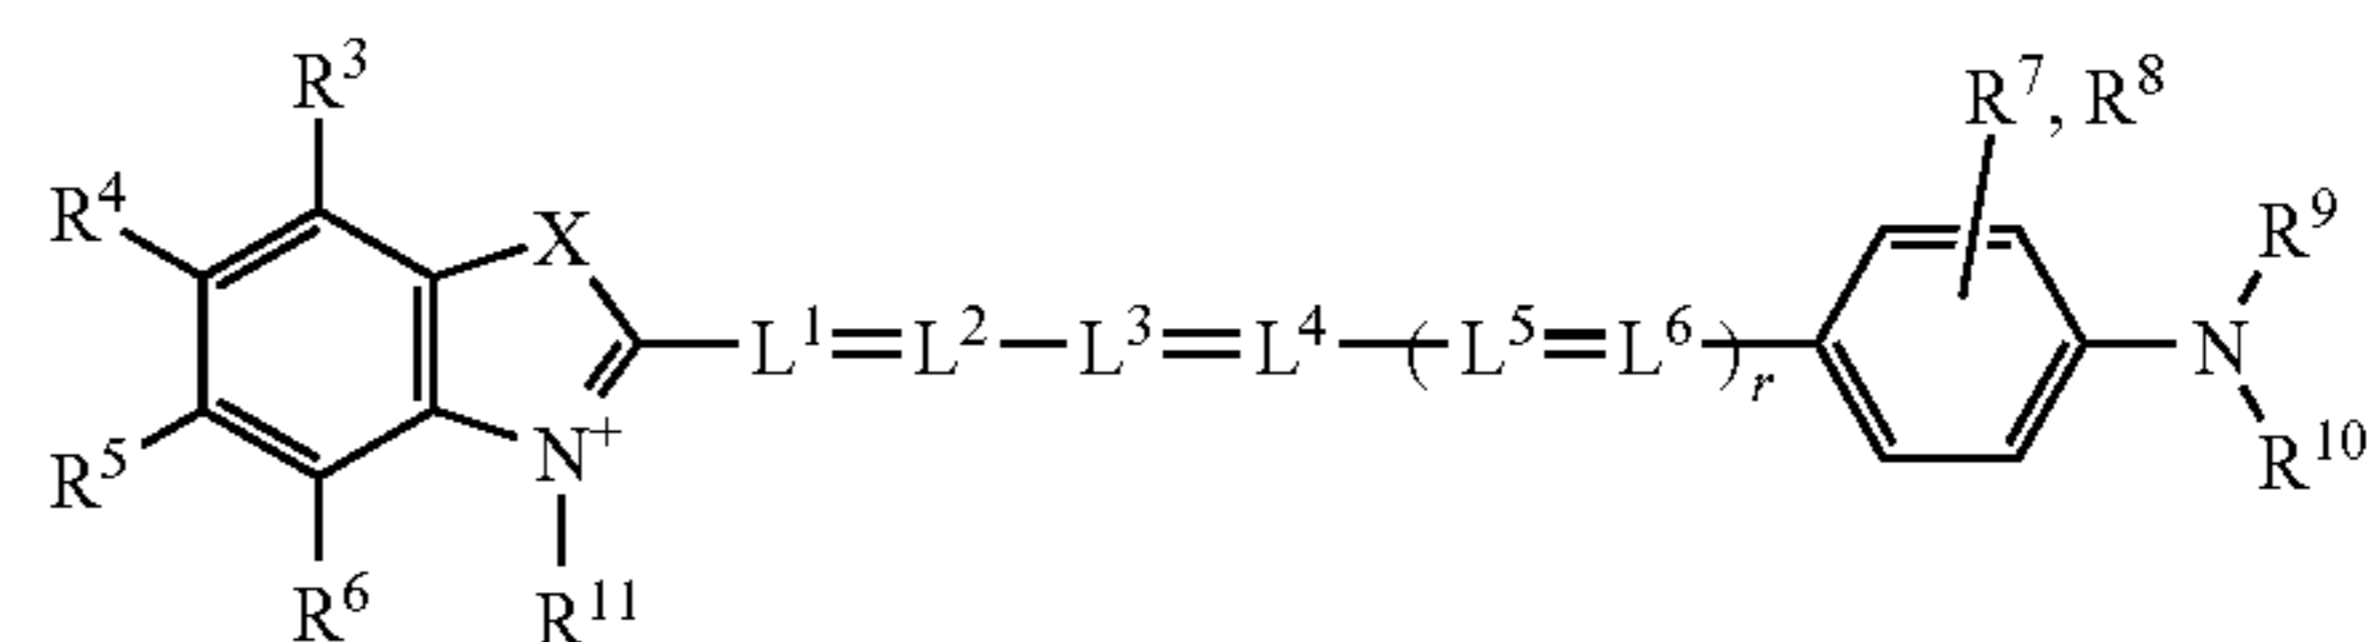 R³
R⁷, R⁸
R⁴
X
R⁹
L¹=L²—L³=L⁴—(L⁵=L⁶)ᵣ
N
R⁵
N⁺
R¹⁰
R⁶
R¹¹